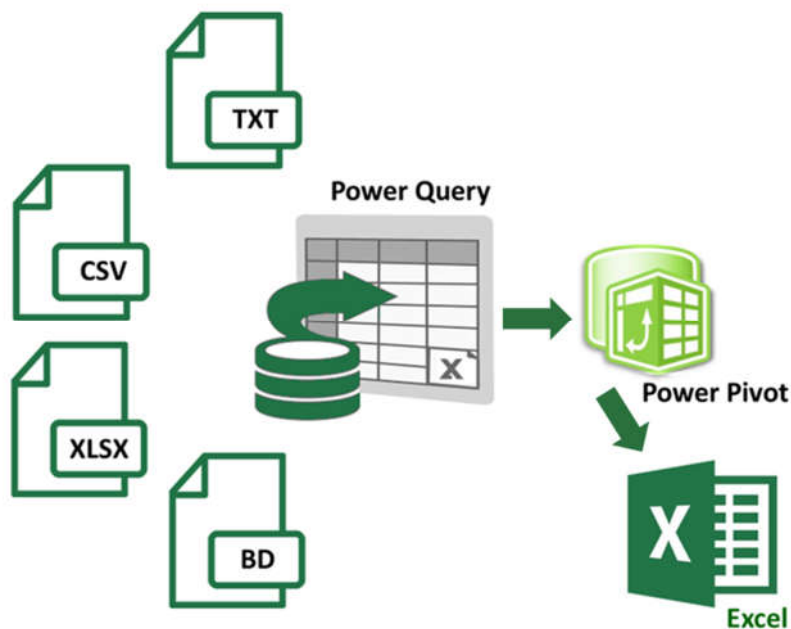 TXT
Power Query
CSV
X
Power Pivot
XLSX
X
BD
Excel